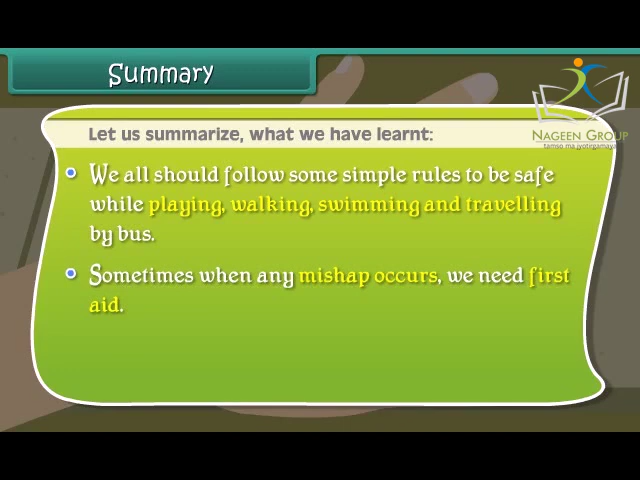 Summary
NAGEEN GROUP
tamso ma jyotegamaya
Let us summarize, what we have learnt:
We all should follow some simple rules to be safe
while playing, walking, swimming and travelling
by bus.
Sometimes when any mishap occurs, we need first
aid.